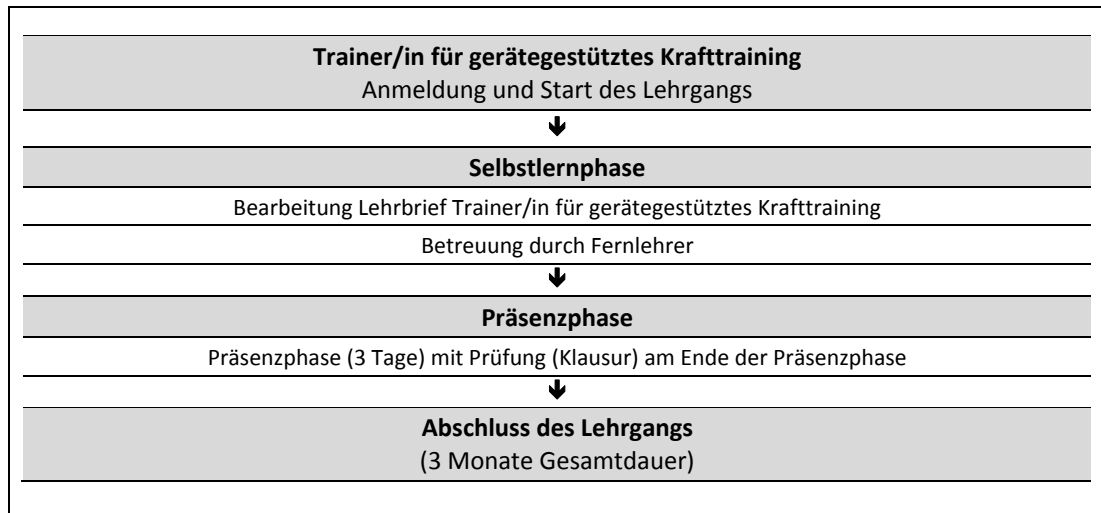 Trainer/in für gerätegestütztes Krafttraining
Anmeldung und Start des Lehrgangs
Selbstlernphase
Bearbeitung Lehrbrief Trainer/in für gerätegestütztes Krafttraining
Betreuung durch Fernlehrer
Präsenzphase
Präsenzphase (3 Tage) mit Prüfung (Klausur) am Ende der Präsenzphase
Abschluss des Lehrgangs
(3 Monate Gesamtdauer)